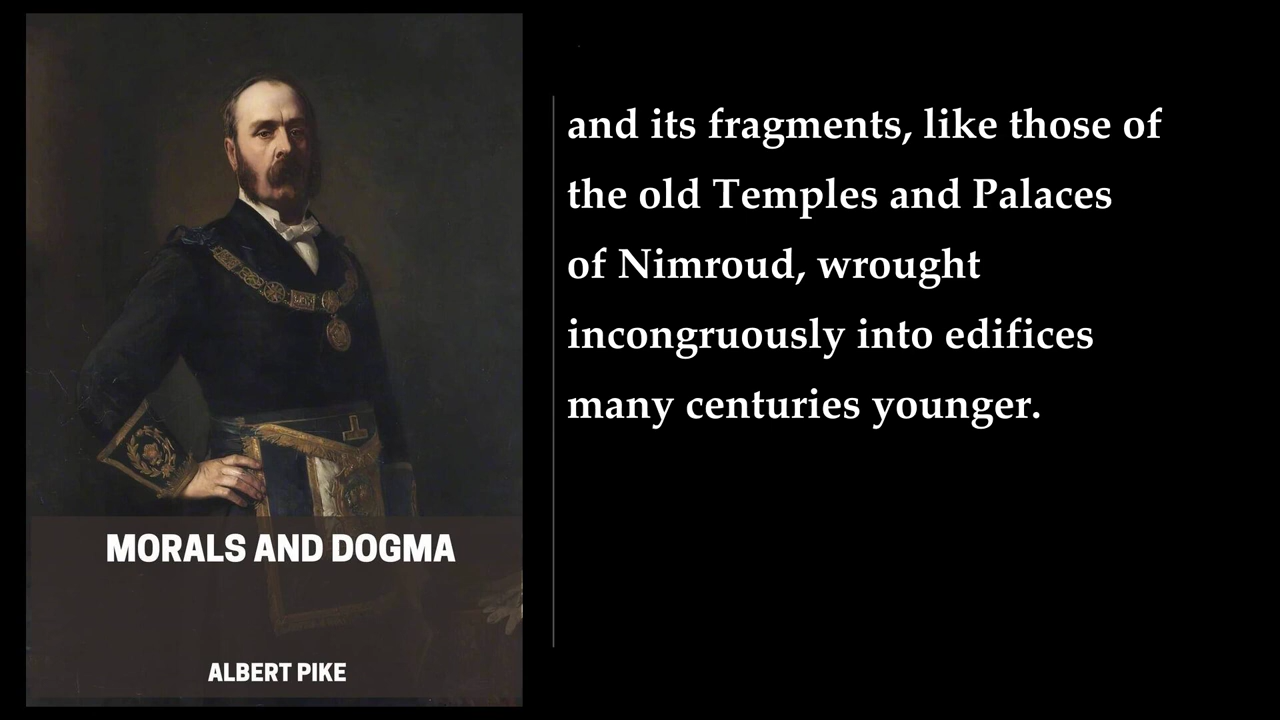 MORALS AND DOGMA
ALBERT PIKE
and its fragments, like those of
the old Temples and Palaces
of Nimroud, wrought
incongruously into edifices
many centuries younger.